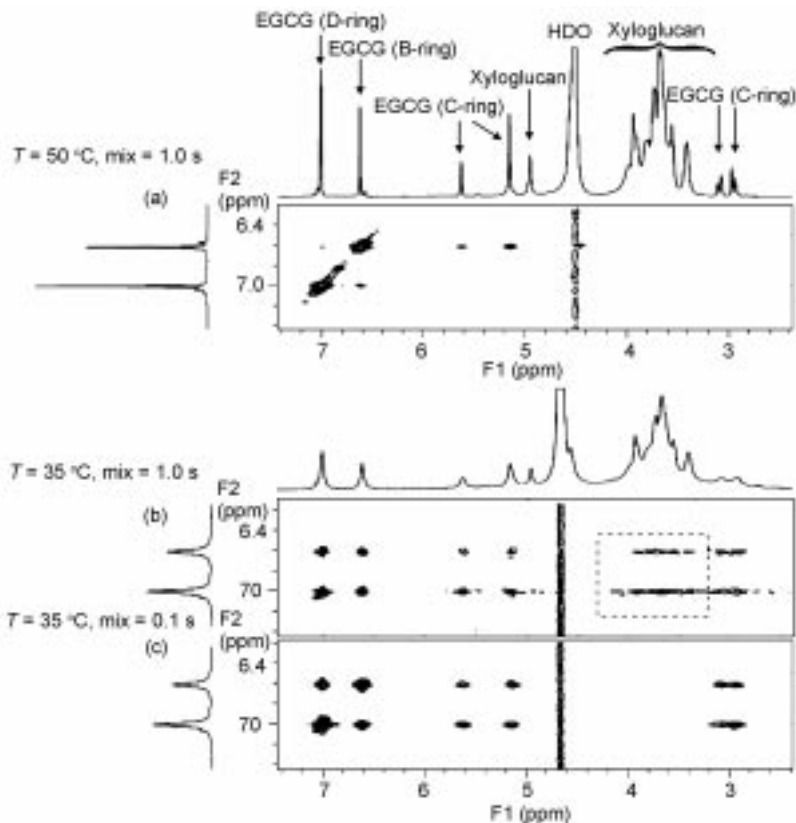 EGCG (D-ring)
EGCG (B-ring)
EGCG (C-ring)
Xyloglucan
HDO
Xyloglucan
EGCG (C-ring)
T = 50 °C, mix = 1.0 s
F2
(ppm)
(a)
6.4
7.0
7 6 5 4 3
F1 (ppm)
T = 35 °C, mix = 1.0 s
F2
(ppm)
(b)
6.4
70
T = 35 °C, mix = 0.1 s
F2
(ppm)
(c)
6.4
70
7 6 5 4 3
F1 (ppm)